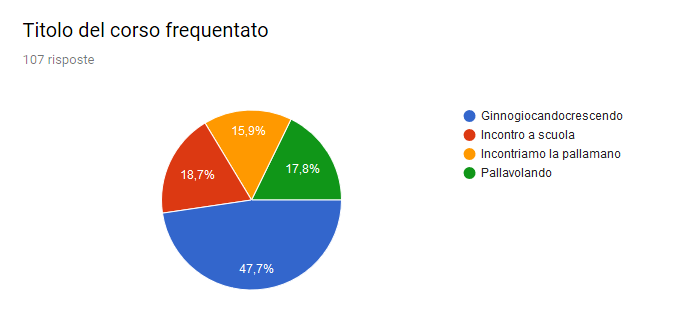 Titolo del corso frequentato
107 risposte
15,9%
18,7%
17,8%
47,7%
Ginnogiocandocrescendo
Incontro a scuola
Incontriamo la pallamano
Pallavolando